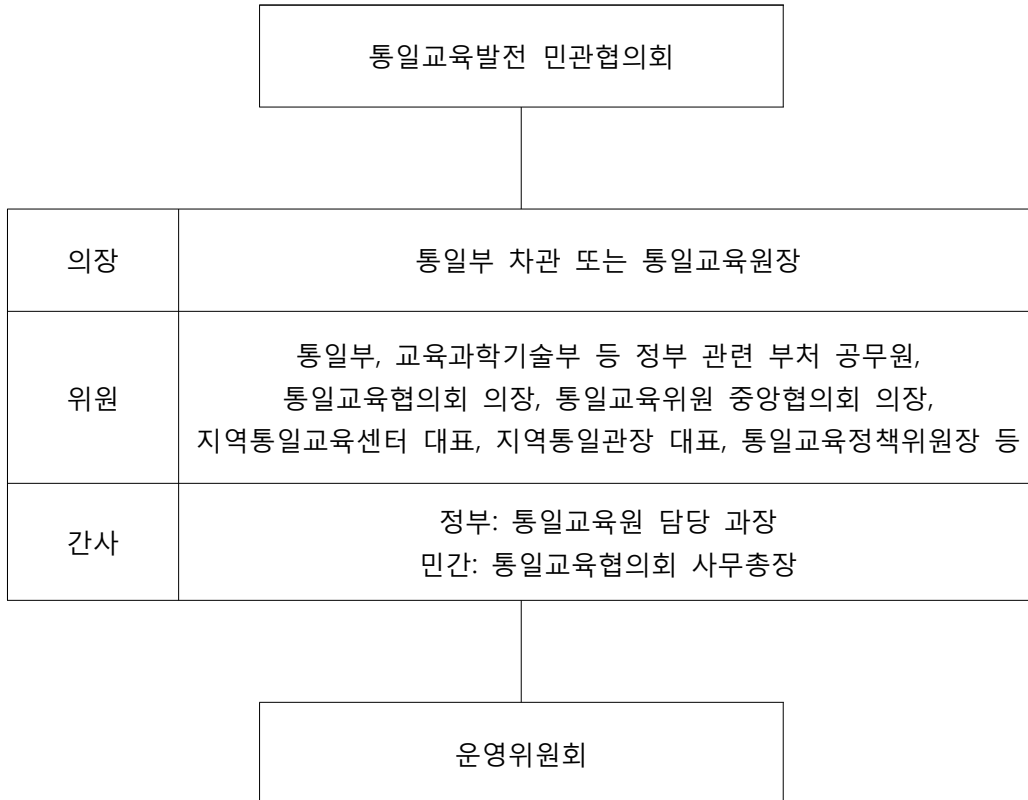 통일교육발전 민관협의회
의장
통일부 차관 또는 통일교육원장
위원
통일부, 교육과학기술부 등 정부 관련 부처 공무원,
통일교육협의회 의장, 통일교육위원 중앙협의회 의장,
지역통일교육센터 대표, 지역통일관장 대표, 통일교육정책위원장 등
간사
정부: 통일교육원 담당 과장
민간: 통일교육협의회 사무총장
운영위원회